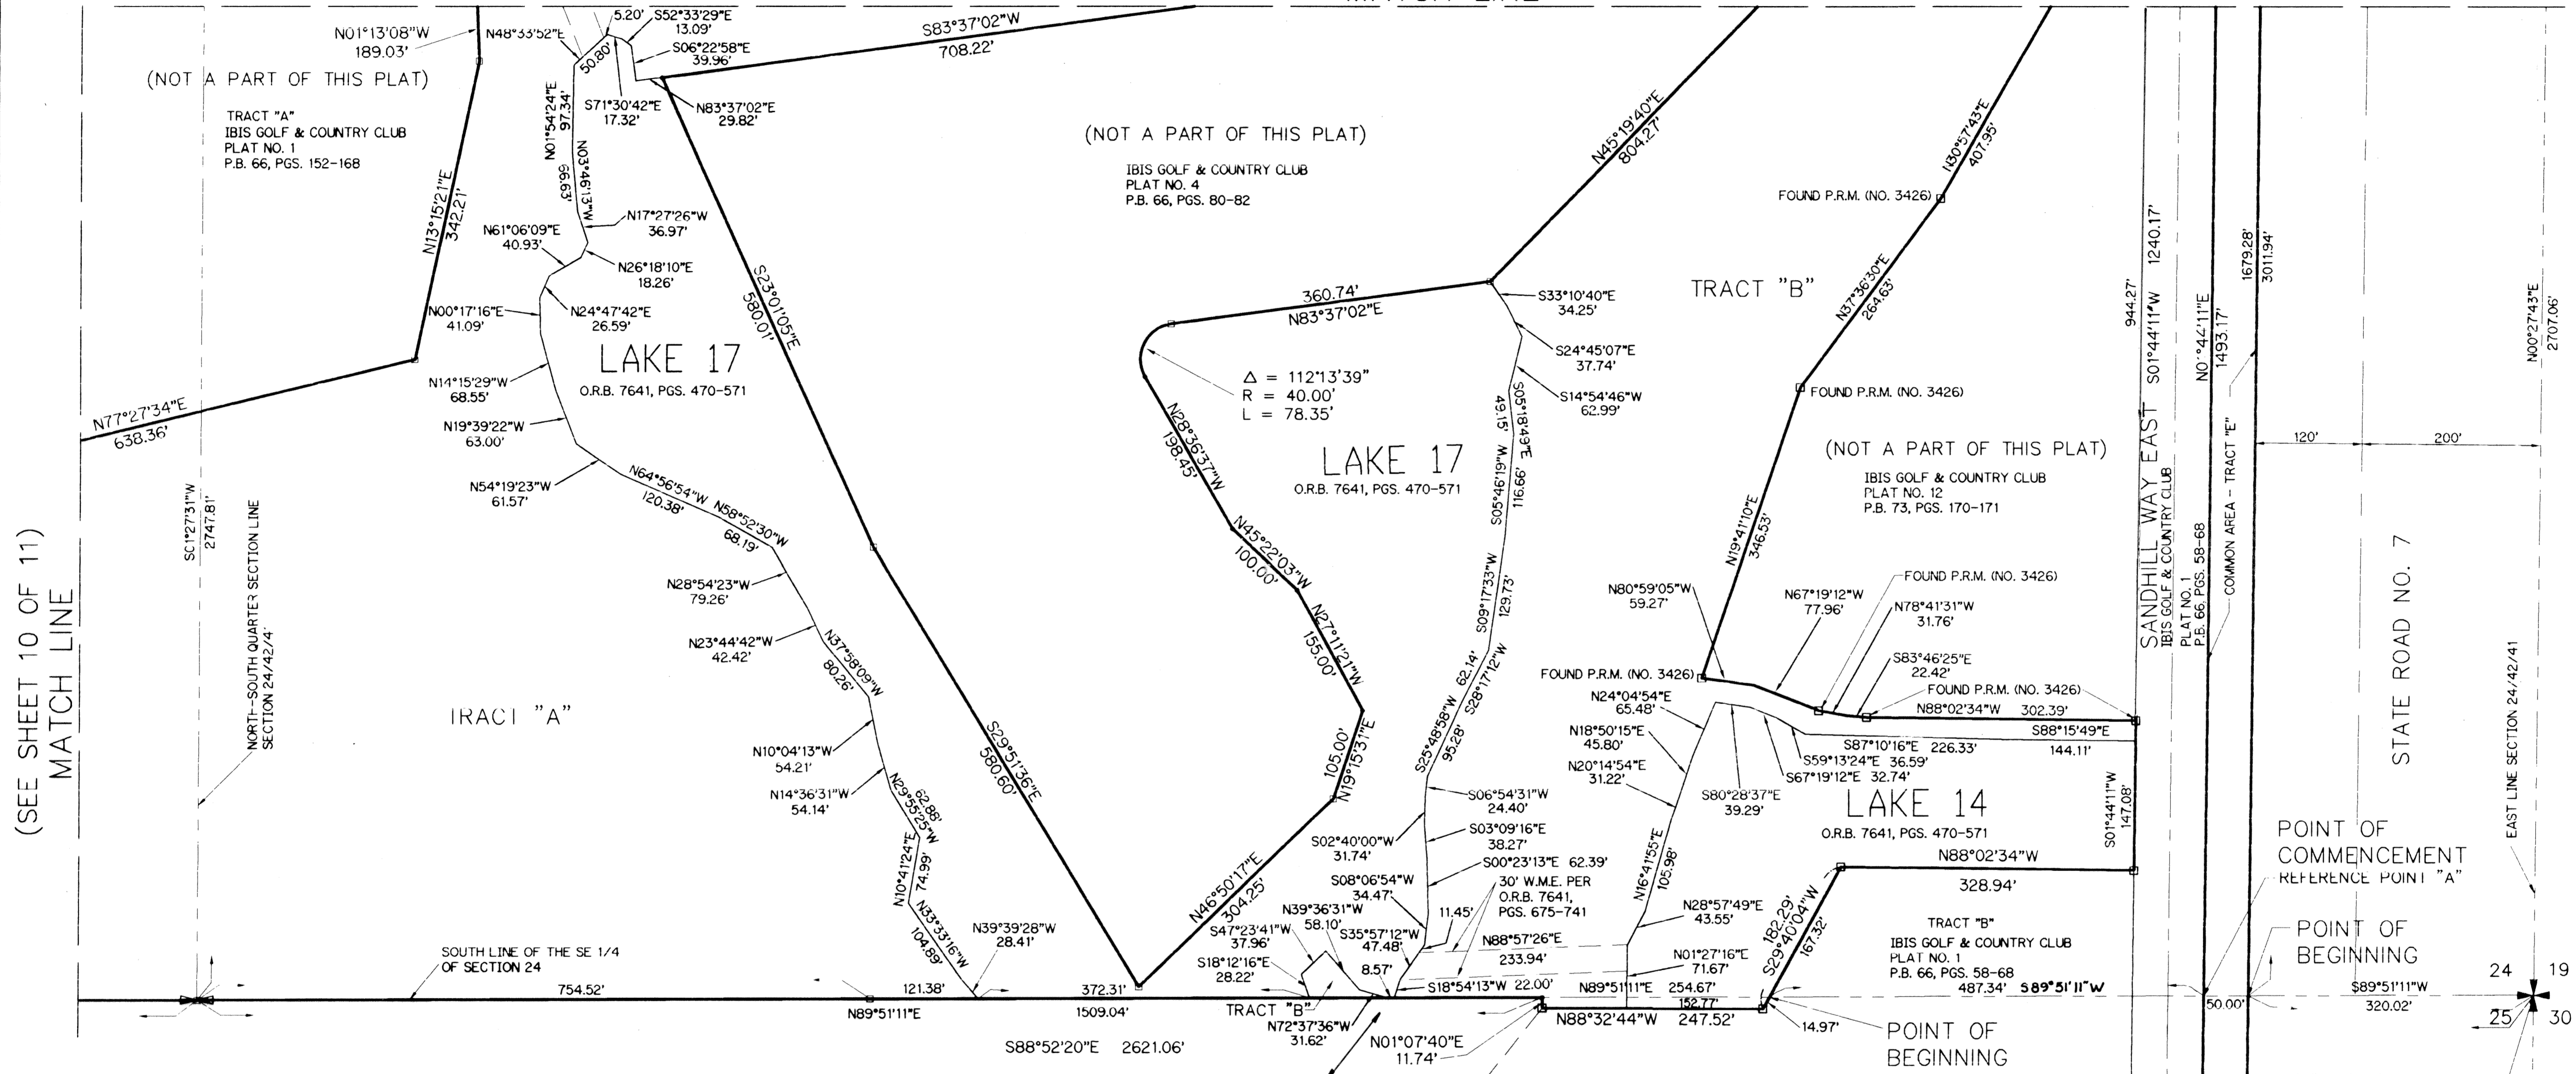 N01°13'08"W
189.03'
(NOT A PART OF THIS PLAT)
TRACT "A"
IBIS GOLF & COUNTRY CLUB
PLAT NO. 1
P.B. 66, PGS. 152-168
N13°15'21"E
342.21'
N77°27'34"E
638.36'
(SEE SHEET 10 OF 11)
MATCH LINE
2747.81'
NORTH-SOUTH QUARTER SECTION LINE
SECTION 24/42/4
N48°33'52"E
5.20'
50.80'
S52°33'29"E
13.09'
S06°22'58"E
39.96'
S71°30'42"E
17.32'
N83°37'02"E
29.82'
S83°37'02"W
708.22'
N01°54'24"E
97.34'
N03°46'13"W
66.63'
N17°27'26"W
36.97'
N61°06'09"E
40.93'
N26°18'10"E
18.26'
N00°17'16"E
41.09'
N24°47'42"E
26.59'
LAKE 17
O.R.B. 7641, PGS. 470-571
N14°15'29"W
68.55'
N19°39'22"W
63.00'
N54°19'23"W
61.57'
N64°56'54"W
120.38'
N58°52'30"W
68.19'
N28°54'23"W
79.26'
N23°44'42"W
42.42'
N37°58'09"W
80.26'
TRACT "A"
N10°04'13"W
54.21'
N14°36'31"W
54.14'
62.88'
N29°55'25"W
N10°41'24"E
74.99'
N33°33'16"W
104.89'
N39°39'28"W
28.41'
SOUTH LINE OF THE SE 1/4
OF SECTION 24
754.52'
121.38'
N89°51'11"E
372.31'
1509.04'
S88°52'20"E 2621.06'
S23°01'05"E
580.01'
S29°51'36"E
580.60'
(NOT A PART OF THIS PLAT)
IBIS GOLF & COUNTRY CLUB
PLAT NO. 4
P.B. 66, PGS. 80-82
N45°19'40"E
804.27'
360.74'
N83°37'02"E
Δ = 112°13'39"
R = 40.00'
L = 78.35'
N28°36'37"W
198.45'
N45°22'03"W
100.00'
N27°11'21"W
155.00'
105.00'
N19°15'31"E
N46°50'17"E
304.25'
LAKE 17
O.R.B. 7641, PGS. 470-571
S33°10'40"E
34.25'
S24°45'07"E
37.74'
S14°54'46"W
62.99'
S05°18'49"E
49.15'
S05°46'19"W
116.99'
S09°17'33"W
129.73'
62.14'
S28°17'12"W
S25°48'58"W
95.28'
S06°54'31"W
24.40'
S02°40'00"W
31.74'
S03°09'16"E
38.27'
S00°23'13"E 62.39'
S08°06'54"W
34.47'
30' W.M.E. PER
O.R.B. 7641,
PGS. 675-741
11.45'
N39°36'31"W
58.10'
S47°23'41"W
37.96'
S35°57'12"W
47.48'
S18°12'16"E
28.22'
8.57'
TRACT "B"
N72°37'36"W
31.62'
N88°57'26"E
233.94'
S18°54'13"W 22.00'
N01°27'16"E
71.67'
N89°51'11"E 254.67'
152.77'
N88°32'44"W 247.52'
N01°07'40"E
11.74'
TRACT "B"
N30°57'43"E
407.95'
FOUND P.R.M. (NO. 3426)
N37°36'30"E
264.63'
FOUND P.R.M. (NO. 3426)
N19°41'10"E
346.53'
(NOT A PART OF THIS PLAT)
IBIS GOLF & COUNTRY CLUB
PLAT NO. 12
P.B. 73, PGS. 170-171
N80°59'05"W
59.27'
FOUND P.R.M. (NO. 3426)
N67°19'12"W
77.96'
N78°41'31"W
31.76'
S83°46'25"E
22.42'
FOUND P.R.M. (NO. 3426)
FOUND P.R.M. (NO. 3426)
N88°02'34"W 302.39'
N24°04'54"E
65.48'
N18°50'15"E
45.80'
N20°14'54"E
31.22'
N16°41'55"E
105.98'
N28°57'49"E
43.55'
S88°15'49"E
144.11'
S87°10'16"E 226.33'
S59°13'24"E 36.59'
S67°19'12"E 32.74'
S80°28'37"E
39.29'
LAKE 14
O.R.B. 7641, PGS. 470-571
S01°44'11"W
147.08'
N88°02'34"W
328.94'
182.29'
S29°40'04"W
167.32'
TRACT "B"
IBIS GOLF & COUNTRY CLUB
PLAT NO. 1
P.B. 66, PGS. 58-68
487.34' S89°51'11"W
14.97'
POINT OF
BEGINNING
944.27'
SANDHILL WAY EAST S01°44'11"W 1240.17'
IBIS GOLF & COUNTRY CLUB
PLAT NO. 1
P.B. 66, PGS. 58-68
1493.17'
COMMON AREA - TRACT "E"
1679.28'
3011.94'
120'
200'
N00°27'43"E
2707.06'
STATE ROAD NO. 7
EAST LINE SECTION 24/42/41
POINT OF
COMMENCEMENT
REFERENCE POINT "A"
POINT OF
BEGINNING
50.00'
S89°51'11"W
320.02'
24 19
25 30